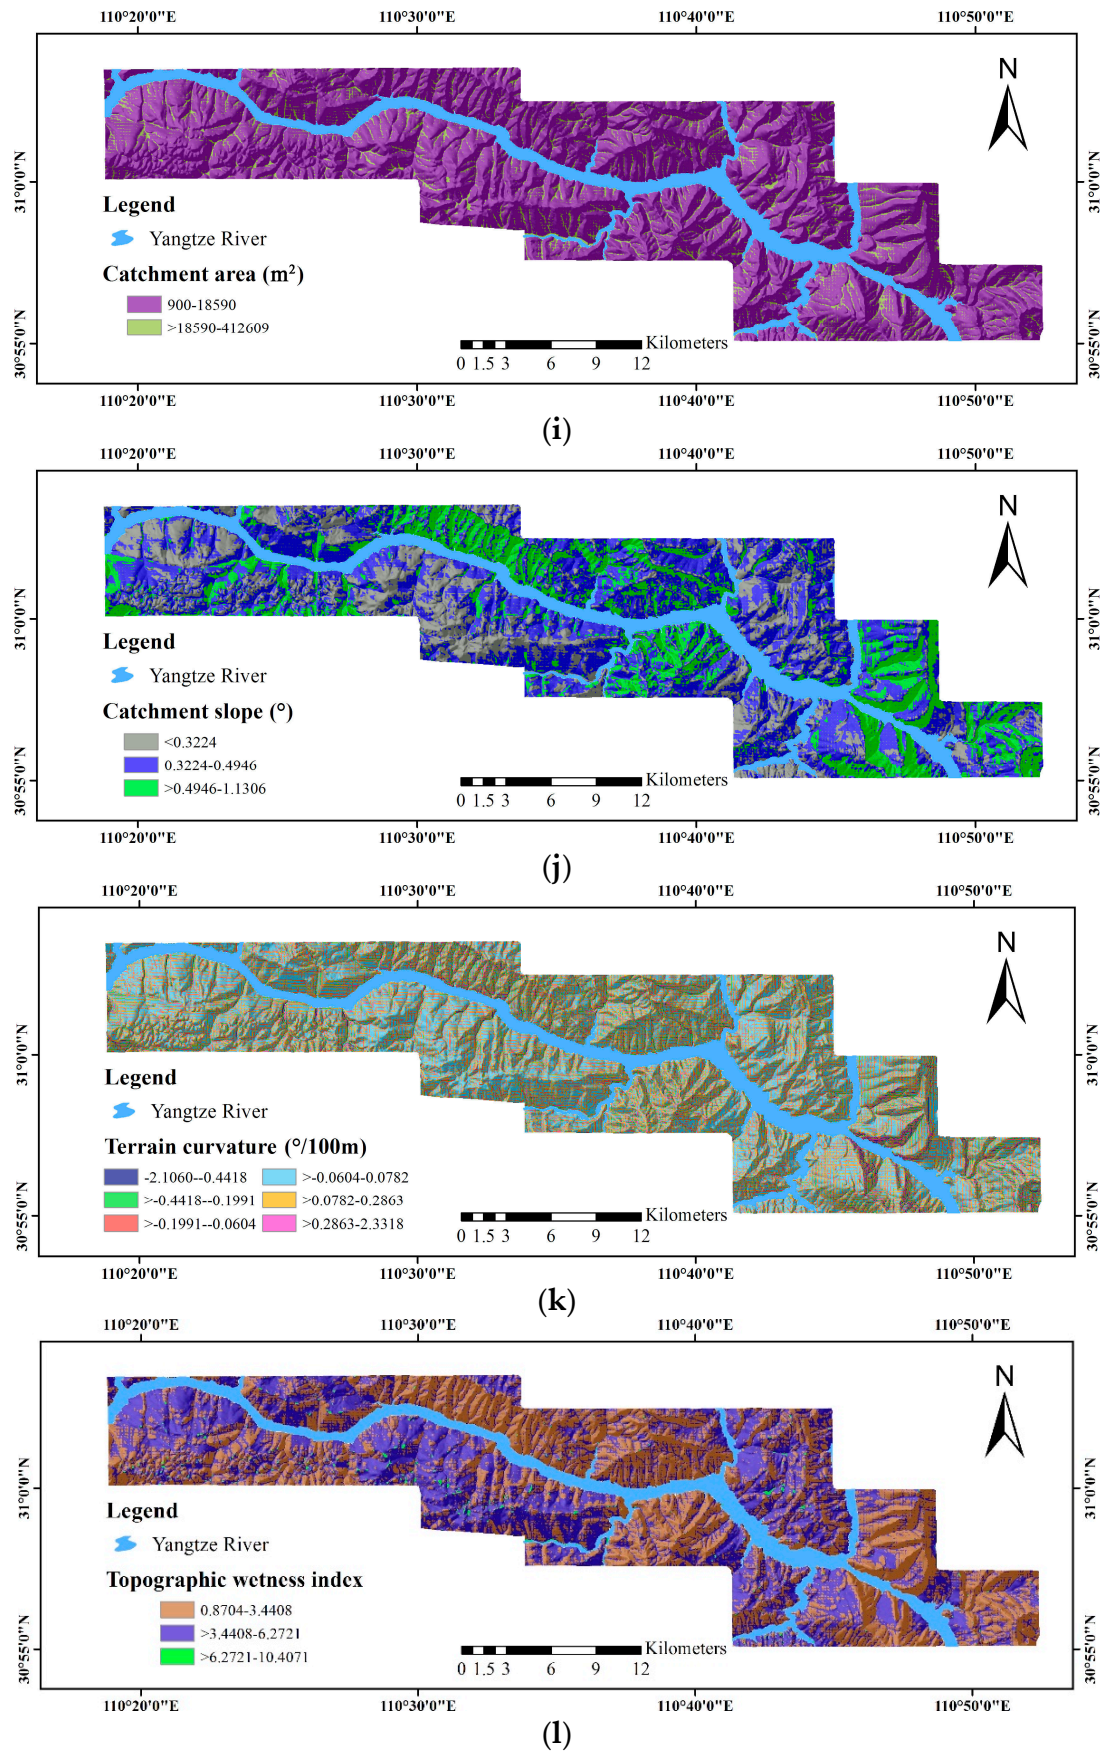 110°20'0"E 110°30'0"E 110°40'0"E 110°50'0"E
N
31°0'0"N 31°0'0"N
Legend
Yangtze River
Catchment area (m²)
900-18590
>18590-412609
Kilometers
0 1.5 3 6 9 12
30°55'0"N 30°55'0"N
110°20'0"E 110°30'0"E 110°40'0"E 110°50'0"E
(i)
110°20'0"E 110°30'0"E 110°40'0"E 110°50'0"E
N
31°0'0"N 31°0'0"N
Legend
Yangtze River
Catchment slope (°)
<0.3224
0.3224-0.4946
>0.4946-1.1306
Kilometers
0 1.5 3 6 9 12
30°55'0"N 30°55'0"N
110°20'0"E 110°30'0"E 110°40'0"E 110°50'0"E
(j)
110°20'0"E 110°30'0"E 110°40'0"E 110°50'0"E
N
31°0'0"N 31°0'0"N
Legend
Yangtze River
Terrain curvature (°/100m)
-2.1060--0.4418 >-0.0604-0.0782
>-0.4418--0.1991 >0.0782-0.2863
>-0.1991--0.0604 >0.2863-2.3318
Kilometers
0 1.5 3 6 9 12
30°55'0"N 30°55'0"N
110°20'0"E 110°30'0"E 110°40'0"E 110°50'0"E
(k)
110°20'0"E 110°30'0"E 110°40'0"E 110°50'0"E
N
31°0'0"N 31°0'0"N
Legend
Yangtze River
Topographic wetness index
0.8704-3.4408
>3.4408-6.2721
>6.2721-10.4071
Kilometers
0 1.5 3 6 9 12
30°55'0"N 30°55'0"N
110°20'0"E 110°30'0"E 110°40'0"E 110°50'0"E
(l)